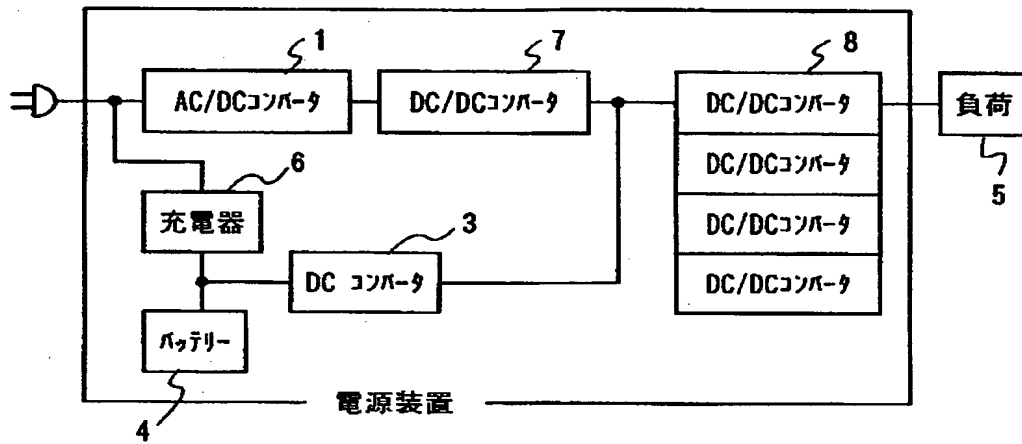 1
7
8
AC/DCコンバータ
DC/DCコンバータ
DC/DCコンバータ
負荷
DC/DCコンバータ
5
6
充電器
3
DC/DCコンバータ
DC コンバータ
DC/DCコンバータ
バッテリー
4
電源装置